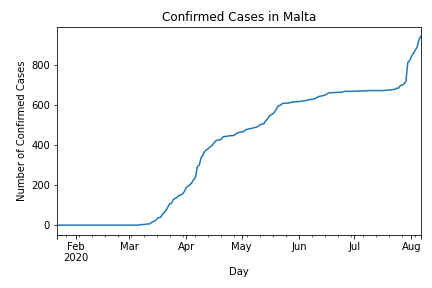 Confirmed Cases in Malta
Number of Confirmed Cases
800
600
400
200
0
Feb Mar Apr May Jun Jul Aug
2020
Day